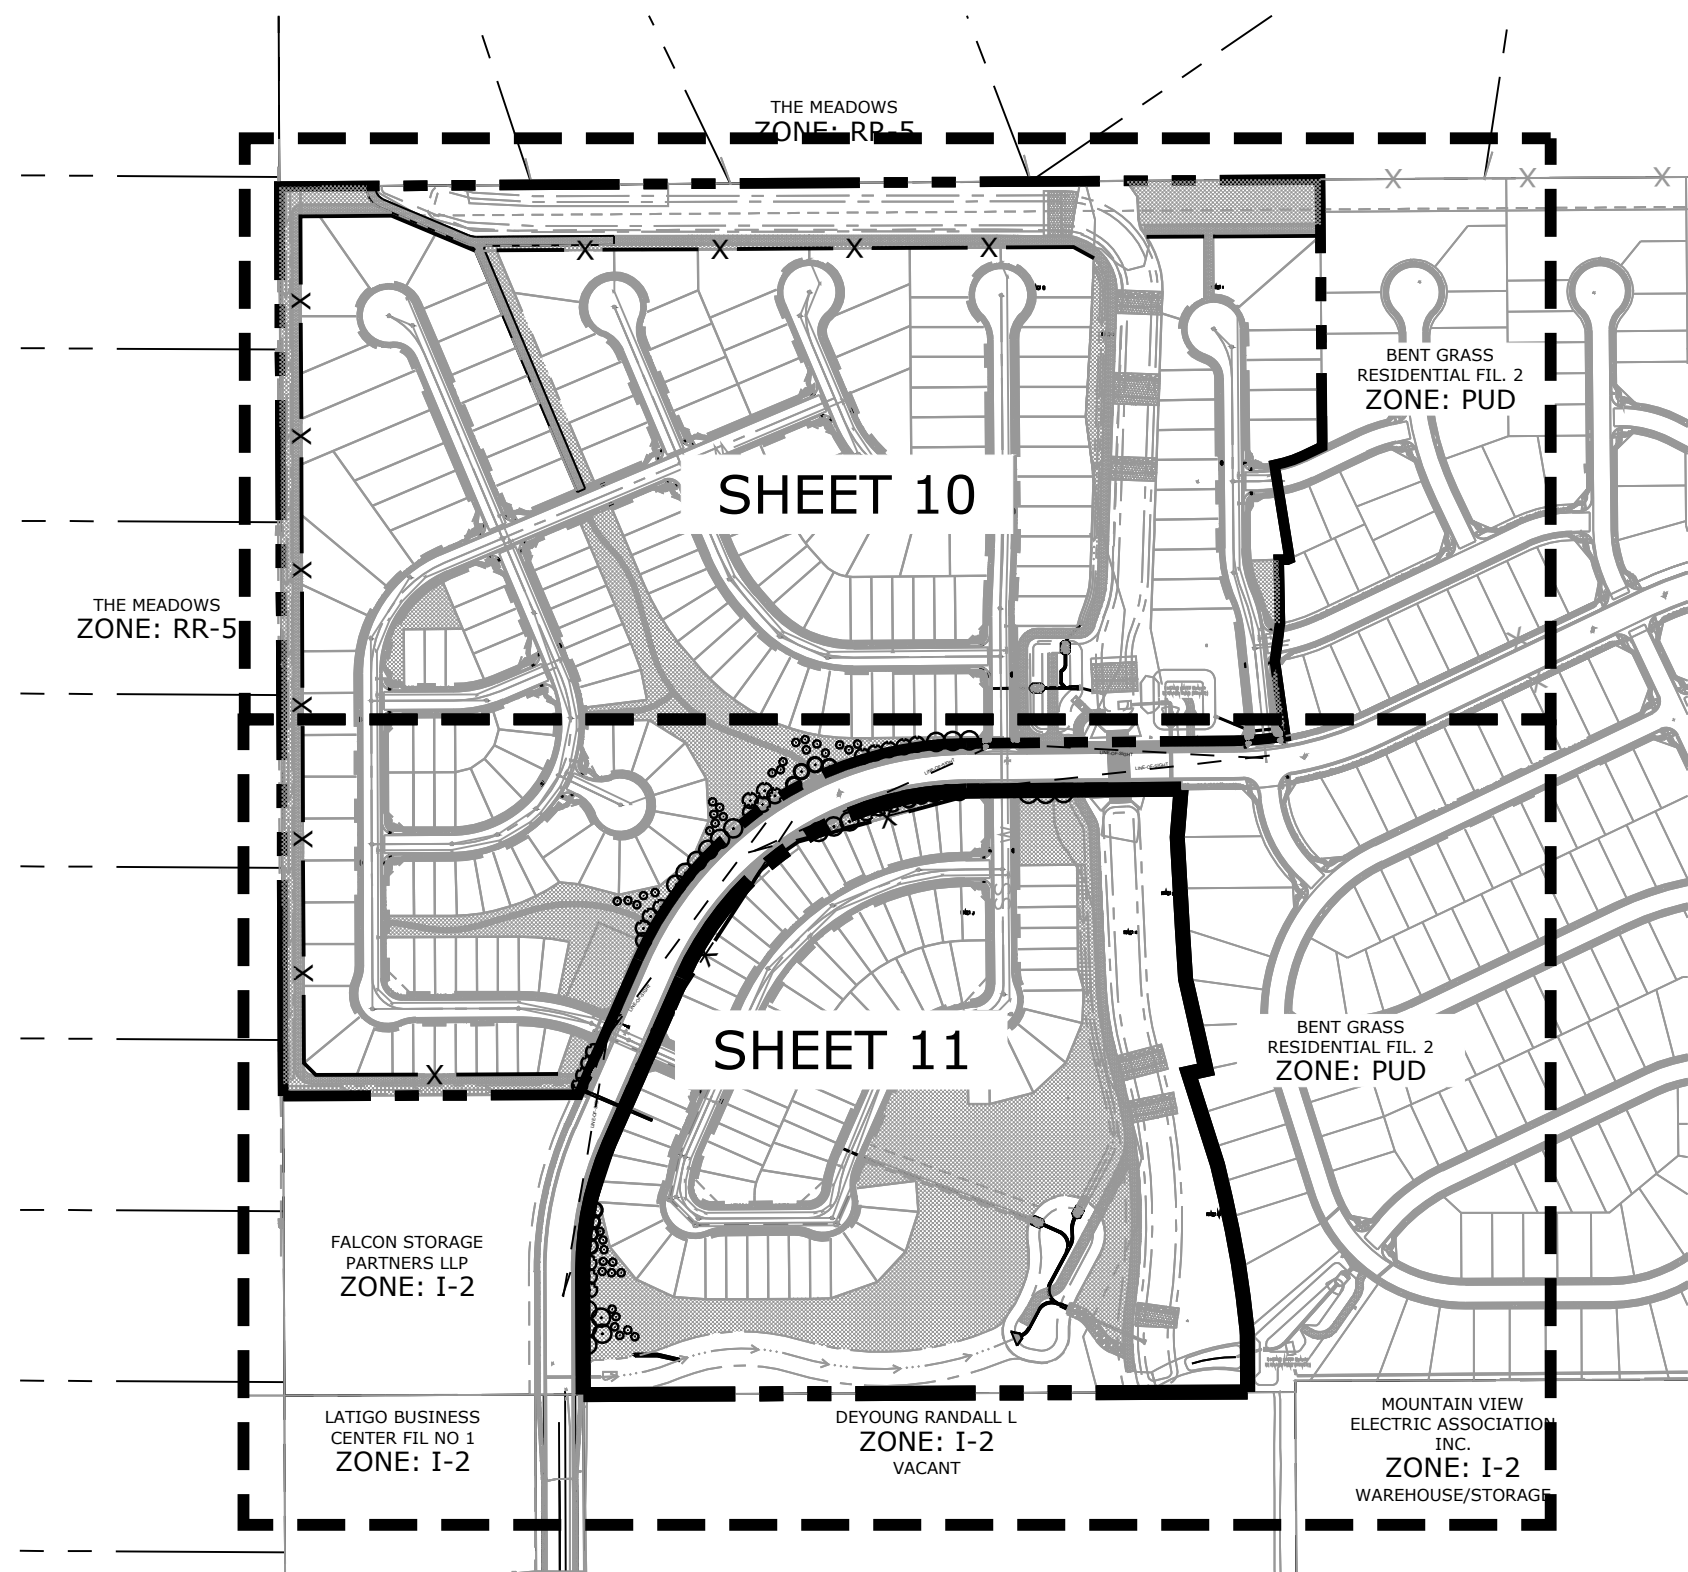 THE MEADOWS
ZONE: RR-5
BENT GRASS
RESIDENTIAL FIL. 2
ZONE: PUD
SHEET 10
THE MEADOWS
ZONE: RR-5
SHEET 11
BENT GRASS
RESIDENTIAL FIL. 2
ZONE: PUD
FALCON STORAGE
PARTNERS LLP
ZONE: I-2
LATIGO BUSINESS
CENTER FIL NO 1
ZONE: I-2
DEYOUNG RANDALL L
ZONE: I-2
VACANT
MOUNTAIN VIEW
ELECTRIC ASSOCIATION
INC.
ZONE: I-2
WAREHOUSE/STORAGE